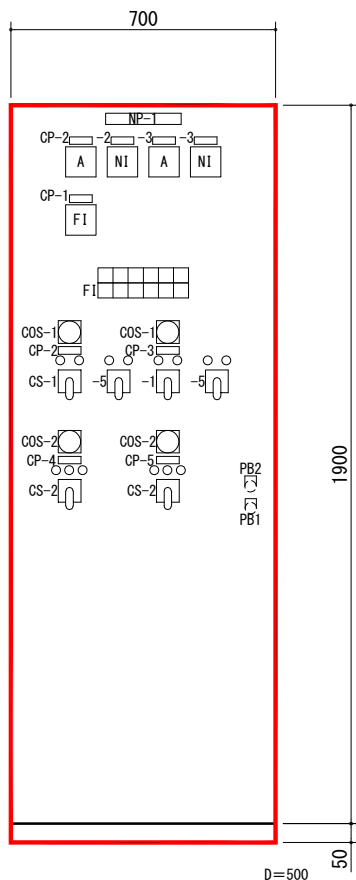 700
NP-1
CP-2 -2 -3 -3
A NI A NI
CP-1
FI
FI
COS-1 COS-1
CP-2 CP-3
CS-1 -5 -1 -5
COS-2 COS-2
CP-4 CP-5
CS-2 CS-2
PB2
PB1
1900
50
D=500